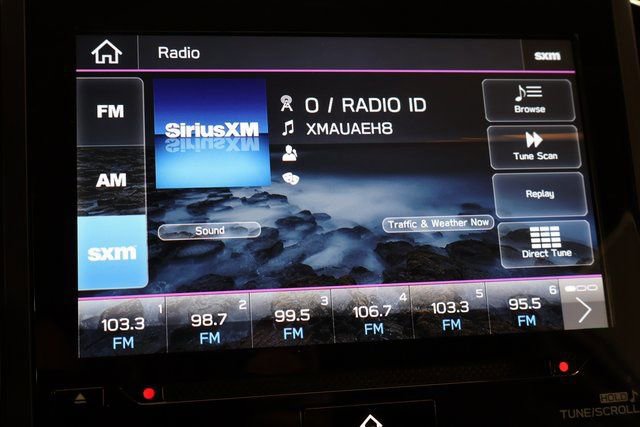 Radio
sxm
FM
SiriusXM
0 / RADIO ID
XMAUAEH8
Browse
AM
Tune Scan
Replay
sxm
Sound
Traffic & Weather Now
Direct Tune
1 2 3 4 5 6
103.3 98.7 99.5 106.7 103.3 95.5
FM FM FM FM FM FM
HOLD
TUNE/SCROLL